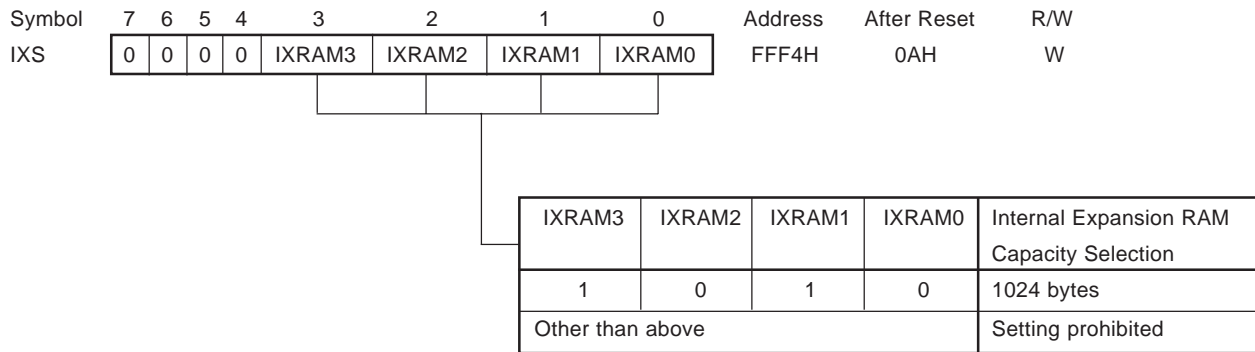 Symbol 7 6 5 4 3 2 1 0 Address After Reset R/W
IXS 0 0 0 0 IXRAM3 IXRAM2 IXRAM1 IXRAM0 FFF4H 0AH W
IXRAM3 IXRAM2 IXRAM1 IXRAM0 Internal Expansion RAM
Capacity Selection
1 0 1 0 1024 bytes
Other than above Setting prohibited